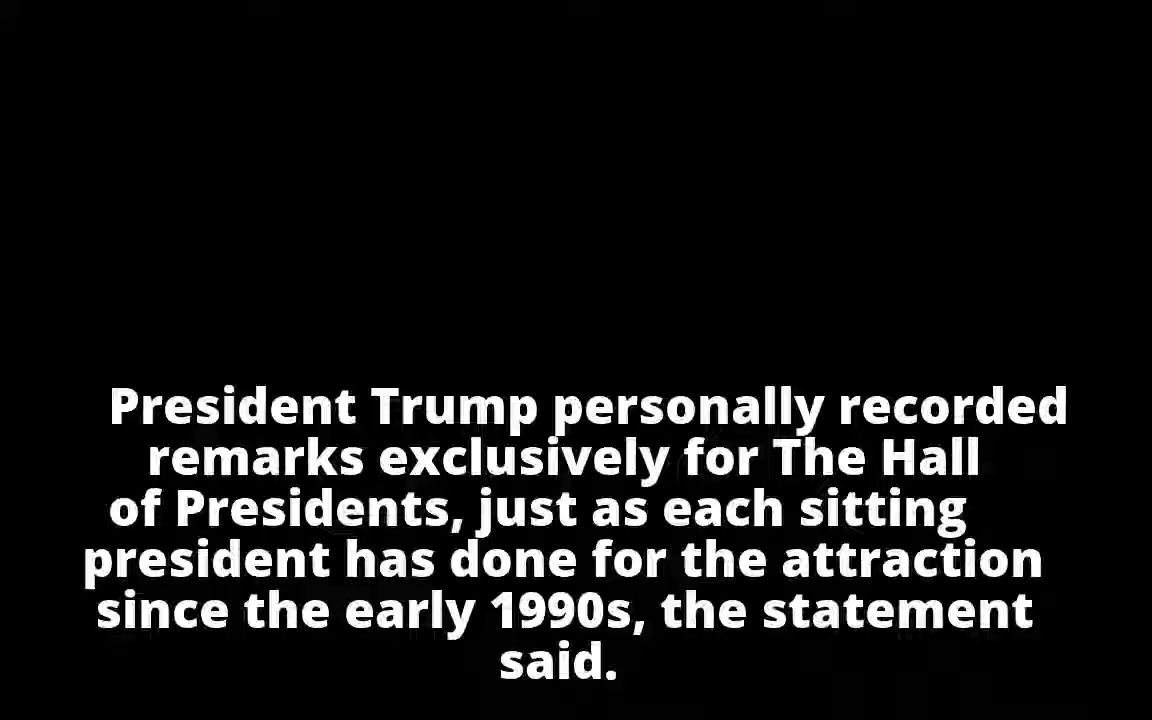 President Trump personally recorded
remarks exclusively for The Hall
of Presidents, just as each sitting
president has done for the attraction
since the early 1990s, the statement
said.